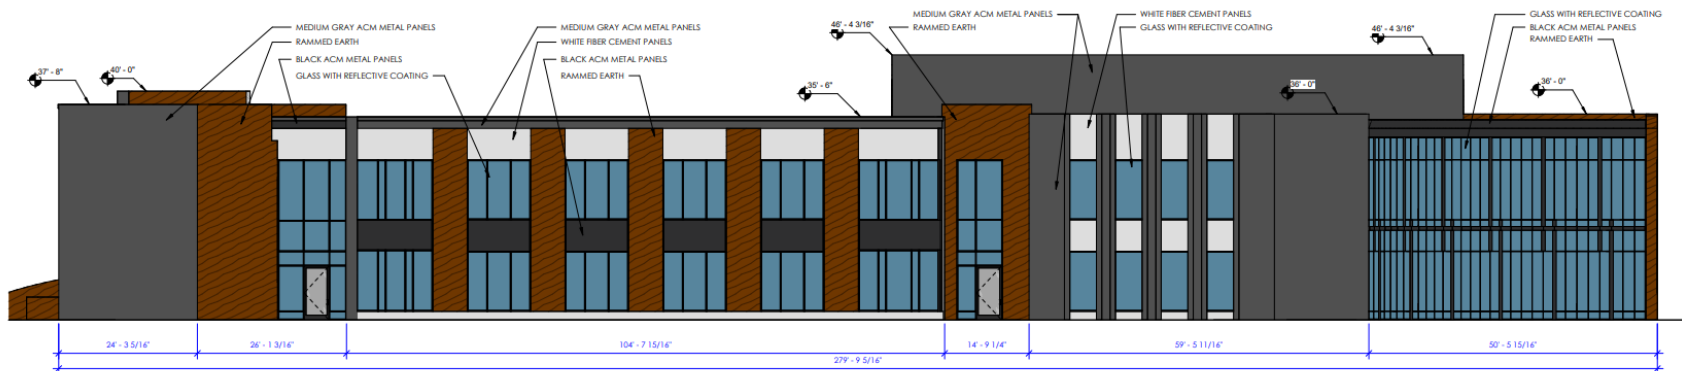 MEDIUM GRAY ACM METAL PANELS
RAMMED EARTH
BLACK ACM METAL PANELS
GLASS WITH REFLECTIVE COATING
MEDIUM GRAY ACM METAL PANELS
WHITE FIBER CEMENT PANELS
BLACK ACM METAL PANELS
RAMMED EARTH
MEDIUM GRAY ACM METAL PANELS
RAMMED EARTH
WHITE FIBER CEMENT PANELS
GLASS WITH REFLECTIVE COATING
GLASS WITH REFLECTIVE COATING
BLACK ACM METAL PANELS
RAMMED EARTH
37' - 8"
40' - 0"
35' - 6"
46' - 4 3/16"
36' - 0"
46' - 4 3/16"
36' - 0"
24' - 3 5/16"
26' - 1 3/16"
104' - 7 15/16"
14' - 9 1/4"
59' - 5 11/16"
50' - 5 15/16"
279' - 9 5/16"